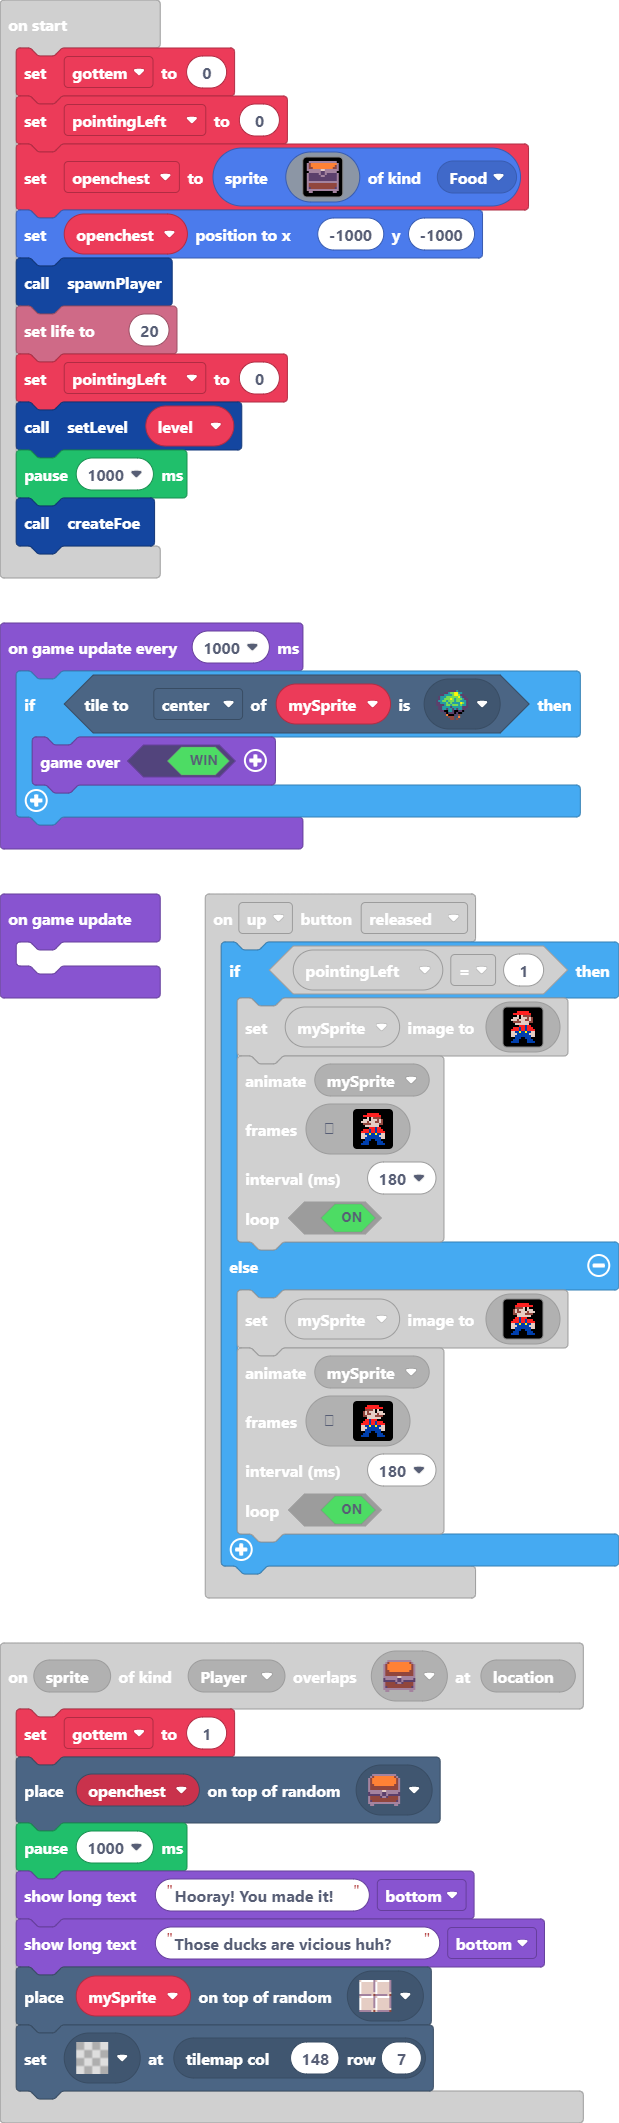 on start
set gottem to 0
set pointingLeft to 0
set openchest to sprite of kind Food
set openchest position to x -1000 y -1000
call spawnPlayer
set life to 20
set pointingLeft to 0
call setLevel level
pause 1000 ms
call createFoe
on game update every 1000 ms
if tile to center of mySprite is then
game over WIN
on game update
on up button released
if pointingLeft = 1 then
set mySprite image to
animate mySprite
frames
interval (ms) 180
loop ON
else
set mySprite image to
animate mySprite
frames
interval (ms) 180
loop ON
on sprite of kind Player overlaps at location
set gottem to 1
place openchest on top of random
pause 1000 ms
show long text "Hooray! You made it! " bottom
show long text "Those ducks are vicious huh? " bottom
place mySprite on top of random
set at tilemap col 148 row 7